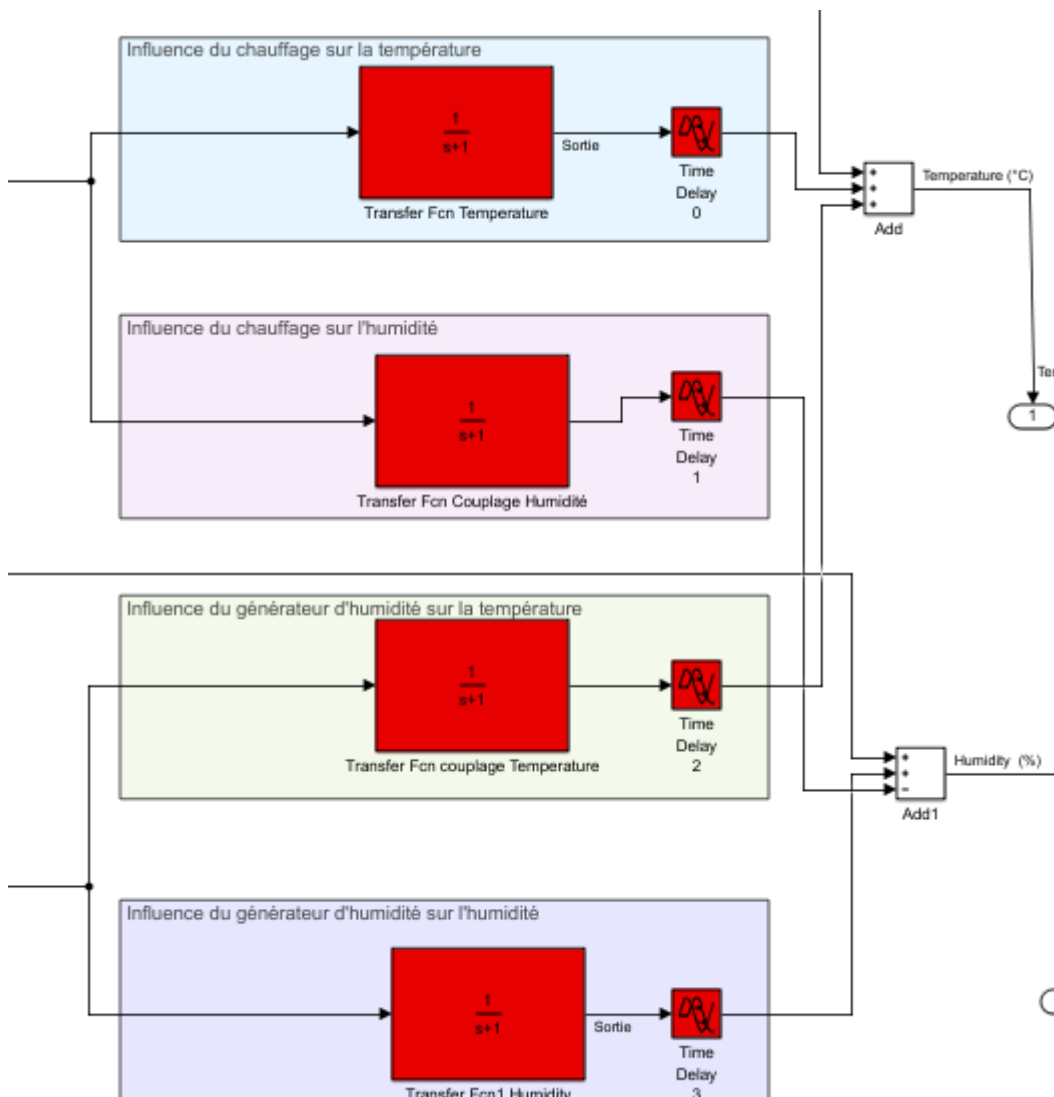 Influence du chauffage sur la température
1
s+1
Sortie
Transfer Fcn Temperature
Time
Delay
0
+
+
+
Add
Temperature (°C)
Influence du chauffage sur l'humidité
1
s+1
Transfer Fcn Couplage Humidité
Time
Delay
1
1
Influence du générateur d'humidité sur la température
1
s+1
Transfer Fcn couplage Temperature
Time
Delay
2
+
+
−
Add1
Humidity (%)
Influence du générateur d'humidité sur l'humidité
1
s+1
Sortie
Transfer Fcn1 Humidity
Time
Delay
3